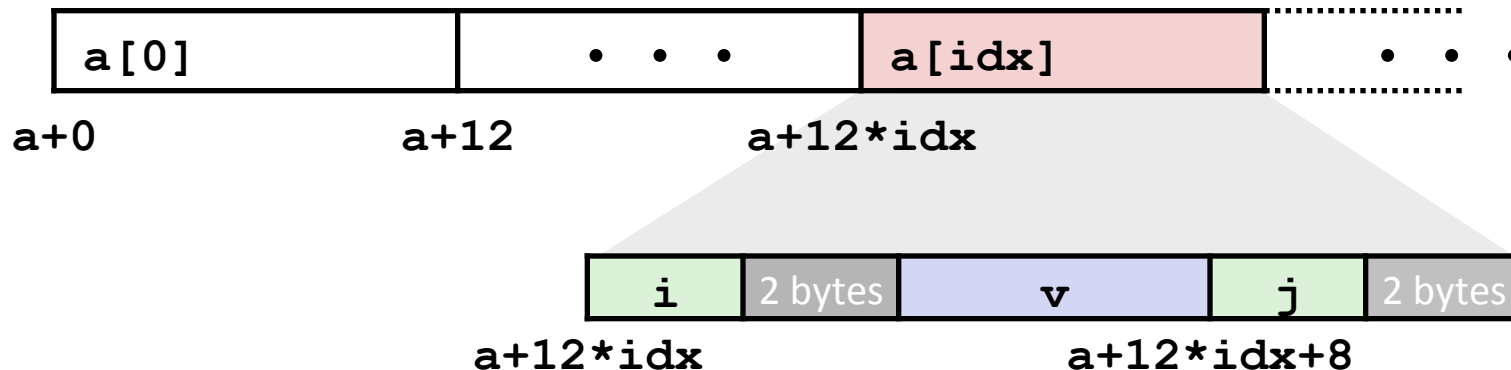 a[0] • • • a[idx] • • •
a+0 a+12 a+12*idx
i 2 bytes v j 2 bytes
a+12*idx a+12*idx+8